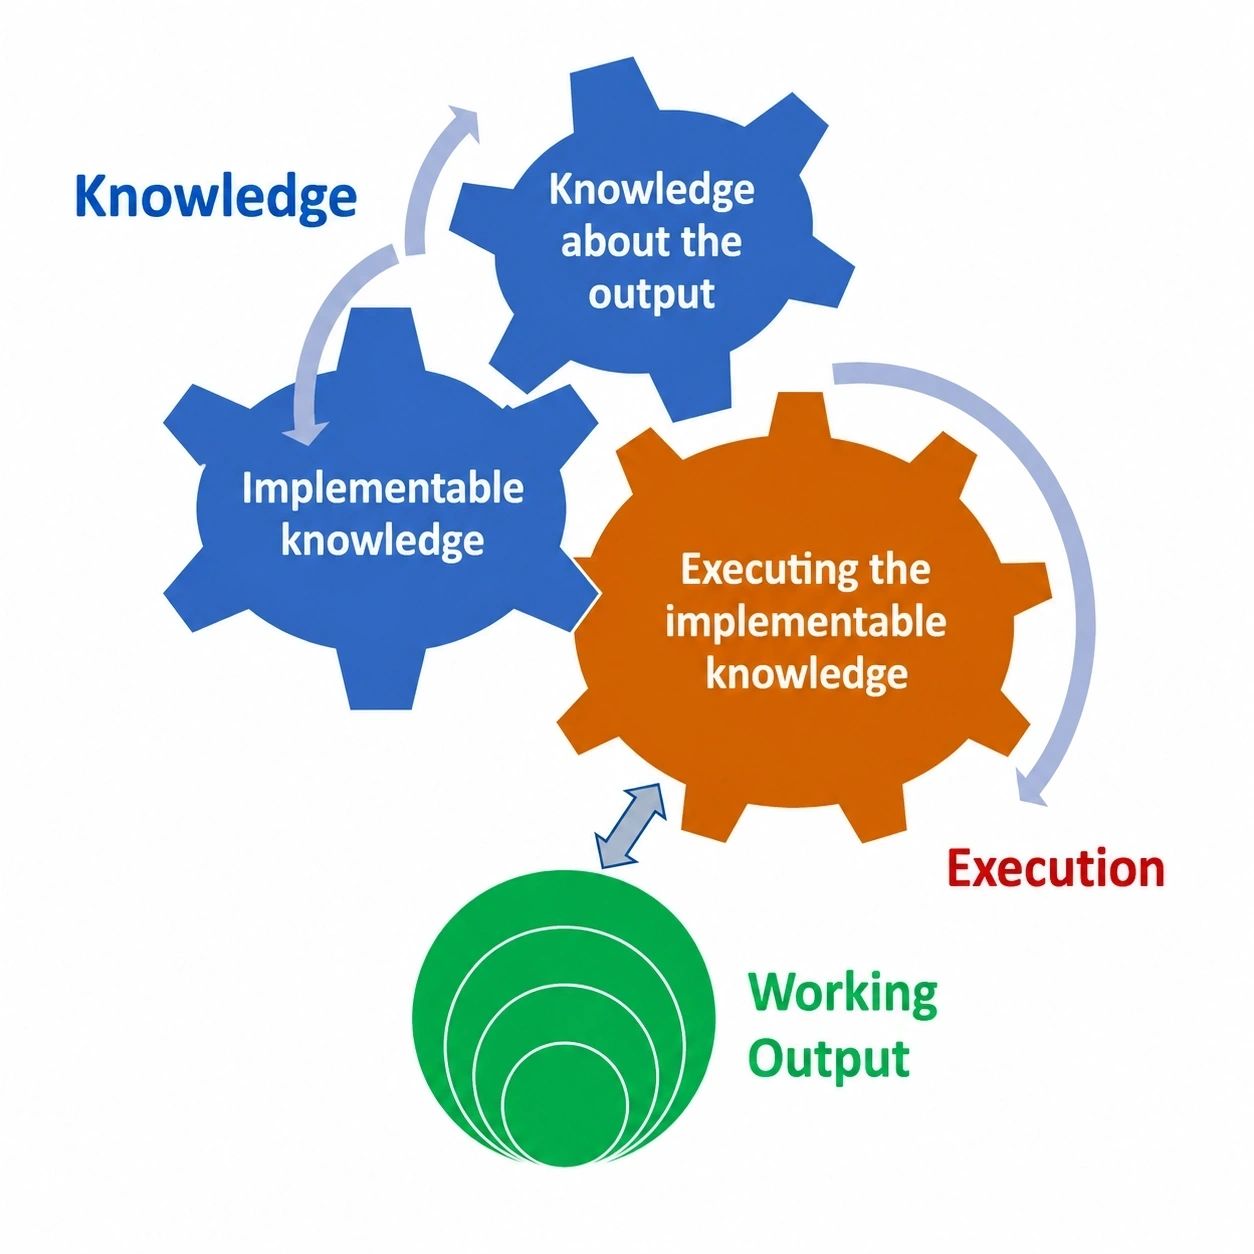 Knowledge
Knowledge
about the
output
Implementable
knowledge
Executing the
implementable
knowledge
Execution
Working
Output